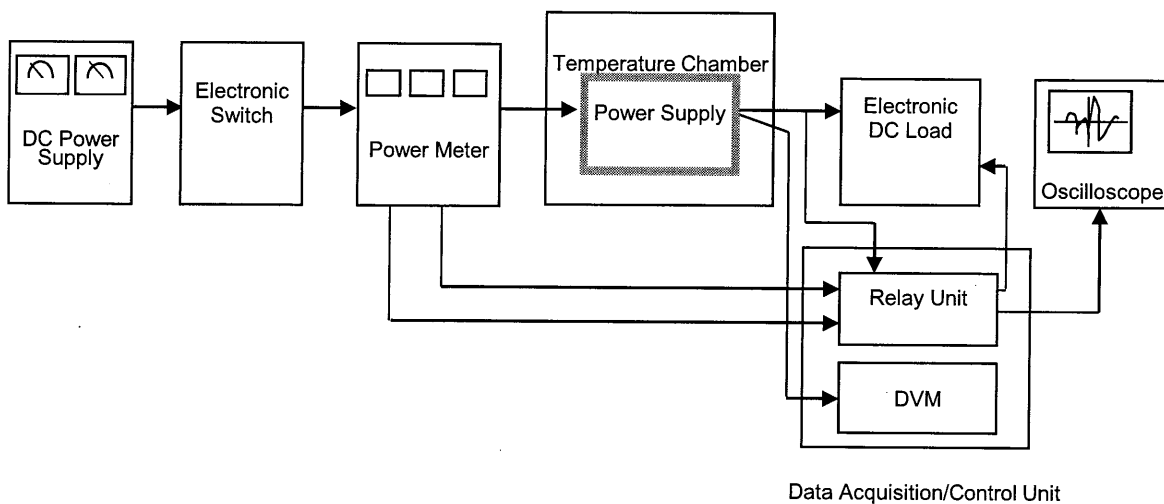 DC Power
Supply
Electronic
Switch
Power Meter
Temperature Chamber
Power Supply
Electronic
DC Load
Oscilloscope
Relay Unit
DVM
Data Acquisition/Control Unit